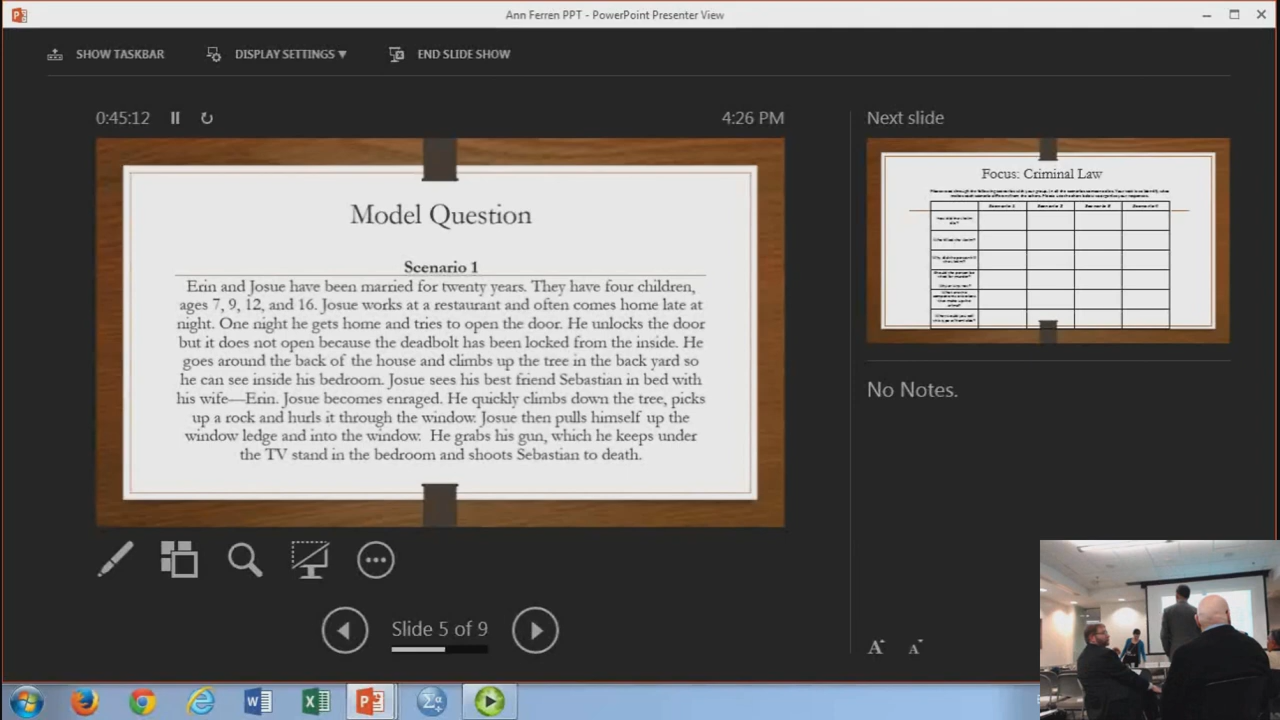 Ann Ferren PPT - PowerPoint Presenter View
SHOW TASKBAR
DISPLAY SETTINGS ▼
END SLIDE SHOW
0:45:12
4:26 PM
Next slide
Model Question
Scenario 1
Erin and Josue have been married for twenty years. They have four children,
ages 7, 9, 12, and 16. Josue works at a restaurant and often comes home late at
night. One night he gets home and tries to open the door. He unlocks the door
but it does not open because the deadbolt has been locked from the inside. He
goes around the back of the house and climbs up the tree in the back yard so
he can see inside his bedroom. Josue sees his best friend Sebastian in bed with
his wife—Erin. Josue becomes enraged. He quickly climbs down the tree, picks
up a rock and hurls it through the window. Josue then pulls himself up the
window ledge and into the window. He grabs his gun, which he keeps under
the TV stand in the bedroom and shoots Sebastian to death.
Focus: Criminal Law
Scenario 1
No Notes.
Slide 5 of 9